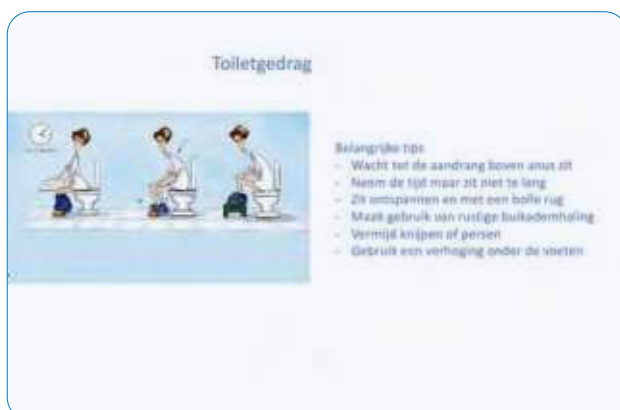 Toiletgedrag
Belangrijke tips
- Wacht tot de aandrang boven anus zit
- Neem de tijd maar zit niet te lang
- Zit ontspannen en met een bolle rug
- Maak gebruik van rustige buikademhaling
- Vermijd knijpen of persen
- Gebruik een verhoging onder de voeten